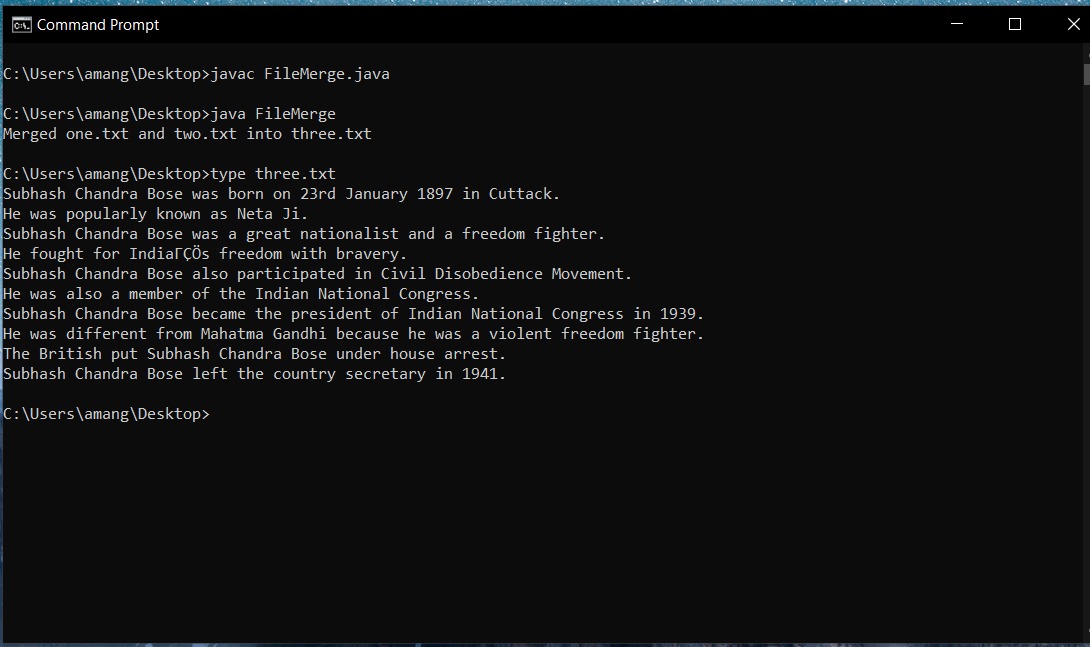 Command Prompt
C:\Users\amang\Desktop>javac FileMerge.java
C:\Users\amang\Desktop>java FileMerge
Merged one.txt and two.txt into three.txt
C:\Users\amang\Desktop>type three.txt
Subhash Chandra Bose was born on 23rd January 1897 in Cuttack.
He was popularly known as Neta Ji.
Subhash Chandra Bose was a great nationalist and a freedom fighter.
He fought for IndiaΓÇÖs freedom with bravery.
Subhash Chandra Bose also participated in Civil Disobedience Movement.
He was also a member of the Indian National Congress.
Subhash Chandra Bose became the president of Indian National Congress in 1939.
He was different from Mahatma Gandhi because he was a violent freedom fighter.
The British put Subhash Chandra Bose under house arrest.
Subhash Chandra Bose left the country secretary in 1941.
C:\Users\amang\Desktop>